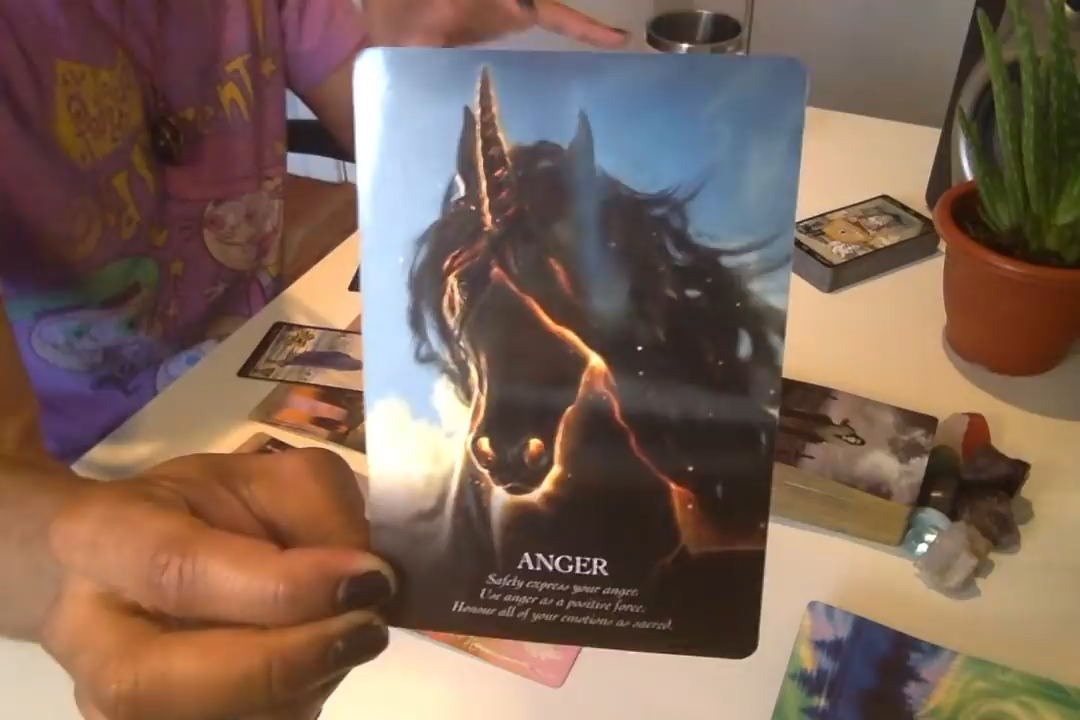 ANGER
Safely express your anger.
Use anger as a positive force.
Honour all of your emotions as sacred.